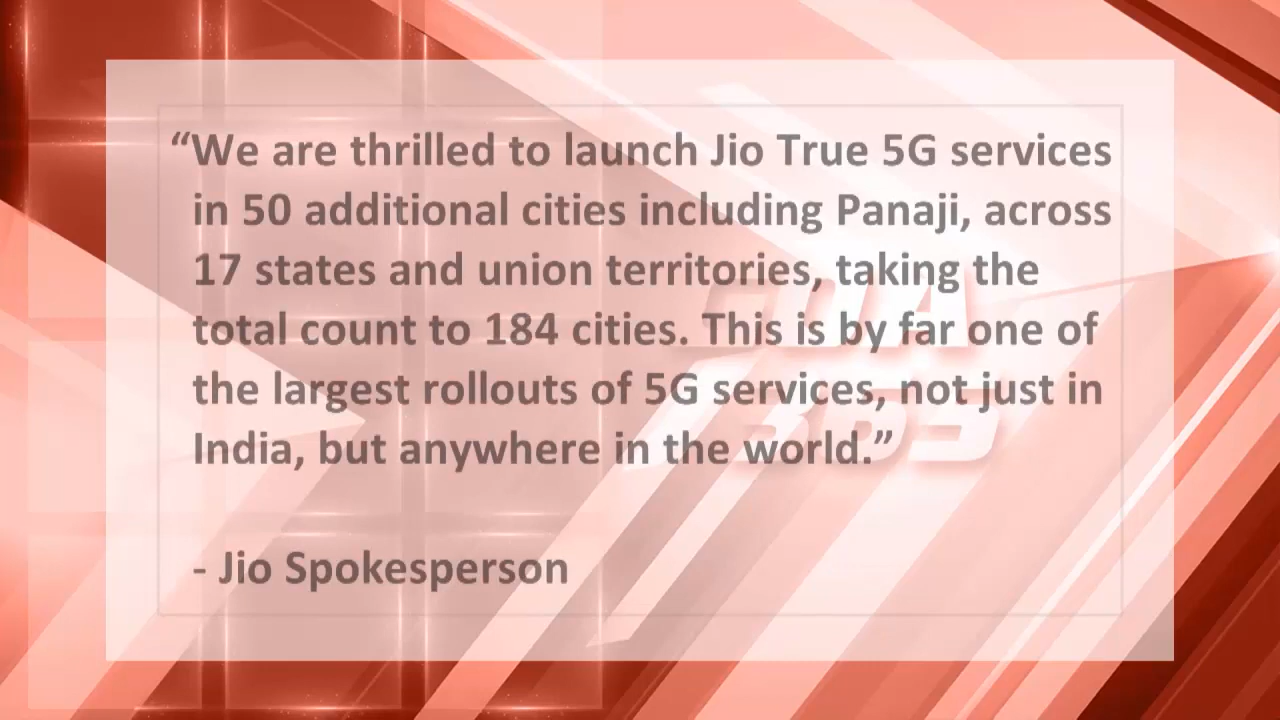 “We are thrilled to launch Jio True 5G services
in 50 additional cities including Panaji, across
17 states and union territories, taking the
total count to 184 cities. This is by far one of
the largest rollouts of 5G services, not just in
India, but anywhere in the world.”
- Jio Spokesperson
GOA
365